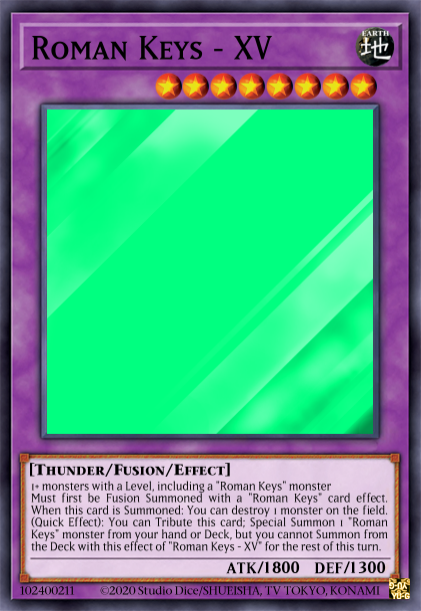 Roman Keys - XV
EARTH
地
[Thunder/Fusion/Effect]
1+ monsters with a Level, including a "Roman Keys" monster
Must first be Fusion Summoned with a "Roman Keys" card effect.
When this card is Summoned: You can destroy 1 monster on the field.
(Quick Effect): You can Tribute this card; Special Summon 1 "Roman
Keys" monster from your hand or Deck, but you cannot Summon from
the Deck with this effect of "Roman Keys - XV" for the rest of this turn.
ATK/1800 DEF/1300
102400211 ©2020 Studio Dice/SHUEISHA, TV TOKYO, KONAMI